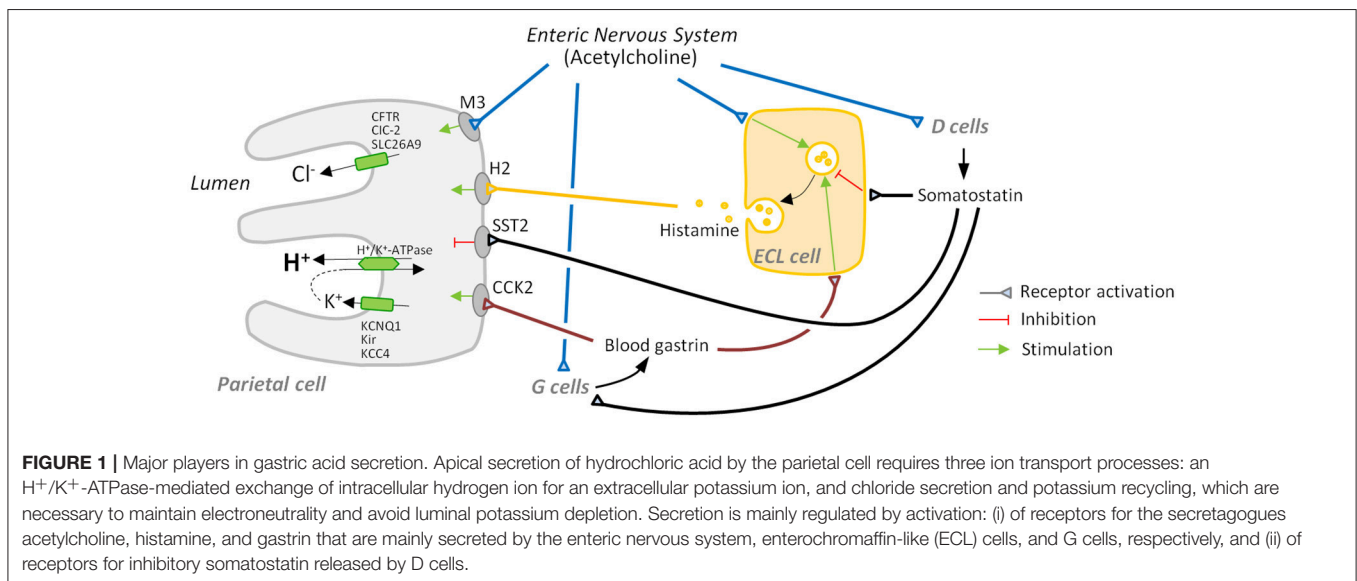 Enteric Nervous System
(Acetylcholine)
M3
CFTR
ClC-2
SLC26A9
D cells
Lumen
Cl-
H2
Somatostatin
Histamine
SST2
ECL cell
H+/K+-ATPase
H+
CCK2
K+
Receptor activation
Inhibition
Stimulation
KCNQ1
Kir
KCC4
Blood gastrin
Parietal cell
G cells
FIGURE 1 | Major players in gastric acid secretion. Apical secretion of hydrochloric acid by the parietal cell requires three ion transport processes: an
H+/K+-ATPase-mediated exchange of intracellular hydrogen ion for an extracellular potassium ion, and chloride secretion and potassium recycling, which are
necessary to maintain electroneutrality and avoid luminal potassium depletion. Secretion is mainly regulated by activation: (i) of receptors for the secretagogues
acetylcholine, histamine, and gastrin that are mainly secreted by the enteric nervous system, enterochromaffin-like (ECL) cells, and G cells, respectively, and (ii) of
receptors for inhibitory somatostatin released by D cells.